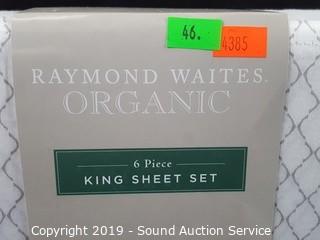 46.
4385
RAYMOND WAITES.
ORGANIC
6 Piece
KING SHEET SET
Copyright 2019 - Sound Auction Service